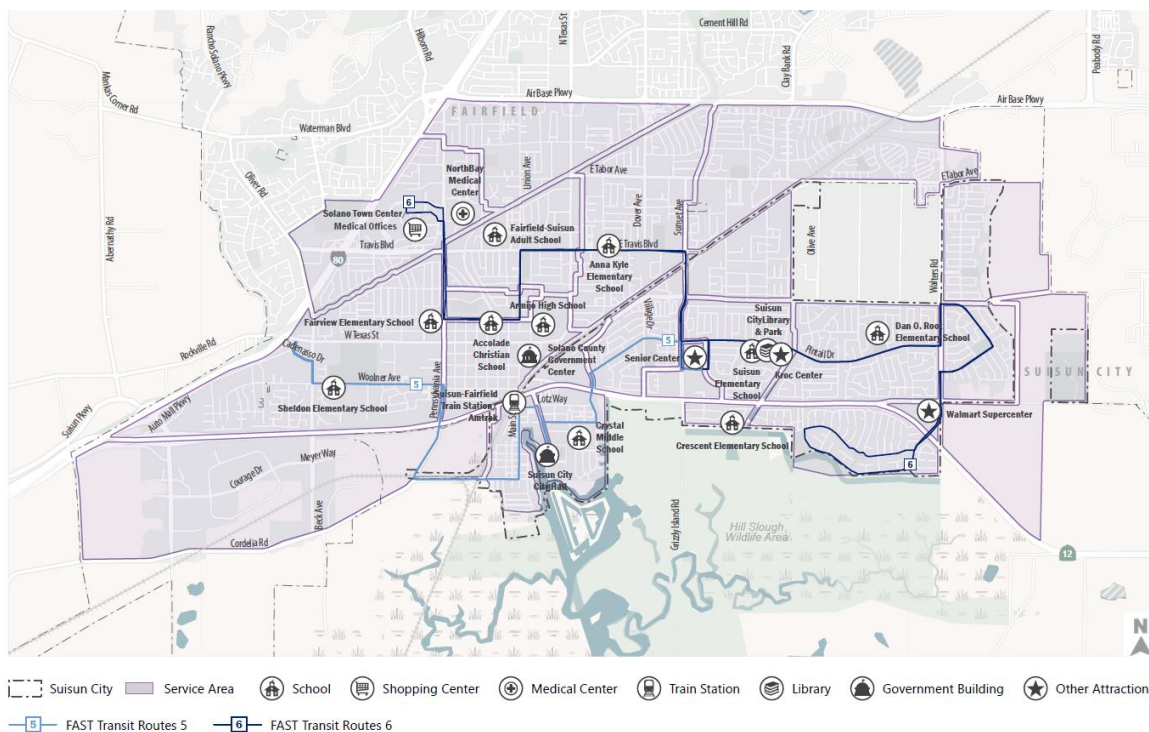 Cement Hill Rd
N Texas St
Hilborn Rd
Rancho Solano Pkwy
Clay Bank Rd
Peabody Rd
Mankas Corner Rd
Air Base Pkwy
Air Base Pkwy
FAIRFIELD
Waterman Blvd
Oliver Rd
Abernathy Rd
NorthBay
Medical
Center
Union Ave
E Tabor Ave
E Tabor Ave
Dover Ave
Sunset Ave
Olive Ave
Walters Rd
6
Solano Town Center
Medical Offices
Travis Blvd
80
Fairfield-Suisun
Adult School
E Travis Blvd
Anna Kyle
Elementary
School
Armijo High School
Fairview Elementary School
W Texas St
Accolade
Christian
School
Solano County
Government
Center
Village Dr
5
Senior Center
Suisun
CityLibrary
& Park
Suisun
Elementary
School
Kroc Center
Pintail Dr
Dan O. Root
Elementary School
SUISUN CITY
Rockville Rd
Suisun Pkwy
Auto Mall Pkwy
Cadenasso Dr
Woolner Ave
5
Sheldon Elementary School
Pennsylvania Ave
Suisun-Fairfield
Train Station,
Amtrak
Main St
Lotz Way
Crystal
Middle
School
Suisun City
City Hall
Crescent Elementary School
Walmart Supercenter
6
Meyer Way
Courage Dr
Beck Ave
Cordelia Rd
Grizzly Island Rd
Hill Slough
Wildlife Area
12
N
Suisun City
Service Area
School
Shopping Center
Medical Center
Train Station
Library
Government Building
Other Attraction
5 FAST Transit Routes 5
6 FAST Transit Routes 6